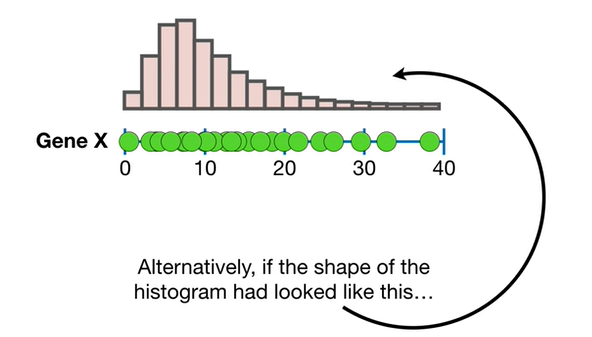 Gene X
0 10 20 30 40
Alternatively, if the shape of the
histogram had looked like this…